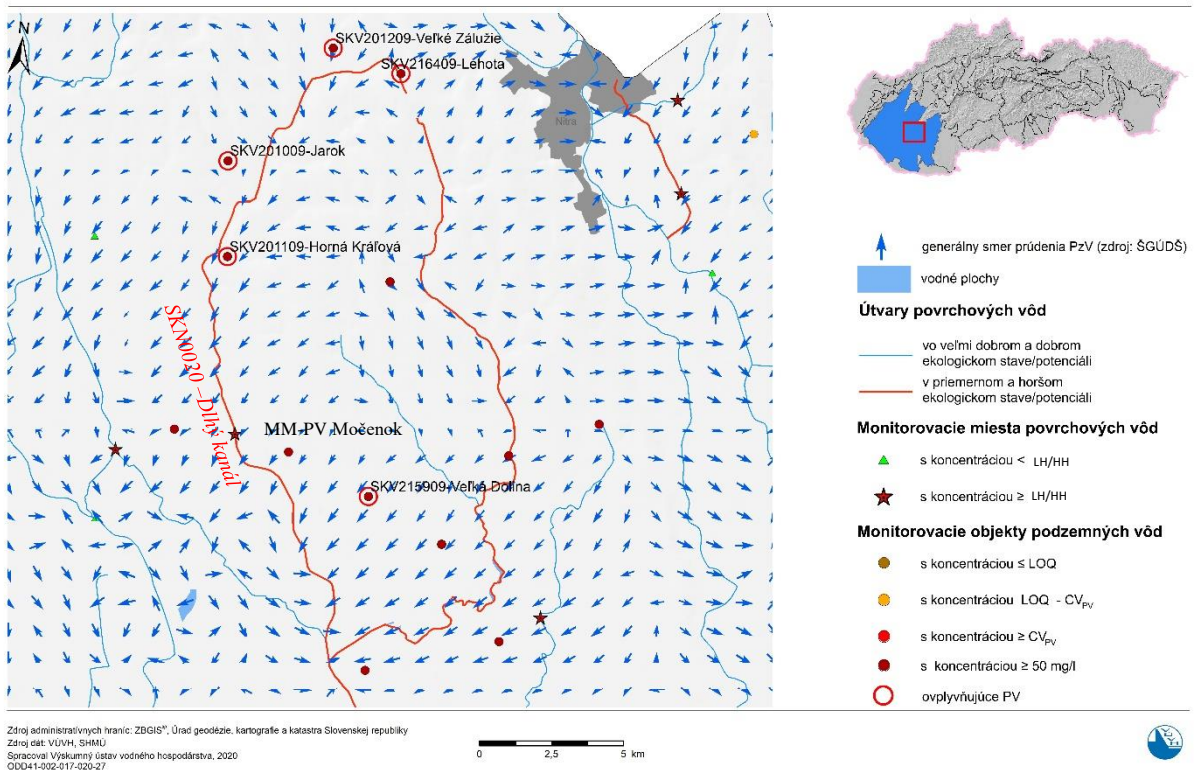 N
SKV201209-Veľké Zálužie
SKV216409-Lehota
Nitra
SKV201009-Jarok
SKV201109-Horná Kráľová
SKN0020 –Dlhý kanál
MM-PV Močenok
SKV215909-Veľká Dolina
generálny smer prúdenia PzV (zdroj: ŠGÚDŠ)
vodné plochy
Útvary povrchových vôd
vo veľmi dobrom a dobrom
ekologickom stave/potenciáli
v priemernom a horšom
ekologickom stave/potenciáli
Monitorovacie miesta povrchových vôd
s koncentráciou < LH/HH
s koncentráciou ≥ LH/HH
Monitorovacie objekty podzemných vôd
s koncentráciou ≤ LOQ
s koncentráciou LOQ - CVPV
s koncentráciou ≥ CVPV
s koncentráciou ≥ 50 mg/l
ovplyvňujúce PV
Zdroj administratívnych hraníc: ZBGIS®, Úrad geodézie, kartografie a katastra Slovenskej republiky
Zdroj dát: VÚVH, SHMÚ
Spracoval Výskumný ústav vodného hospodárstva, 2020
ODD41-002-017-020-27
0 2,5 5 km